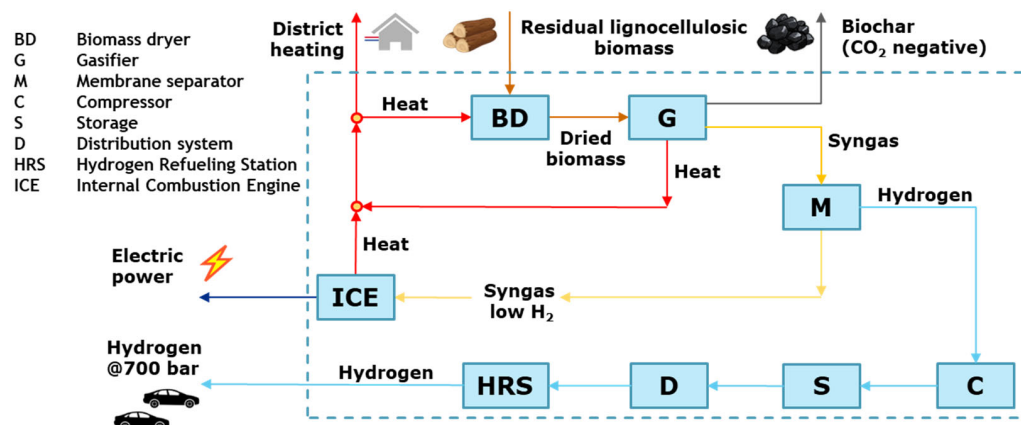 BD Biomass dryer
G Gasifier
M Membrane separator
C Compressor
S Storage
D Distribution system
HRS Hydrogen Refueling Station
ICE Internal Combustion Engine
District
heating
Residual lignocellulosic
biomass
Biochar
(CO₂ negative)
Heat
BD
Dried
biomass
G
Syngas
Heat
M
Hydrogen
Heat
Electric
power
ICE
Syngas
low H₂
Hydrogen
@700 bar
Hydrogen
HRS
D
S
C